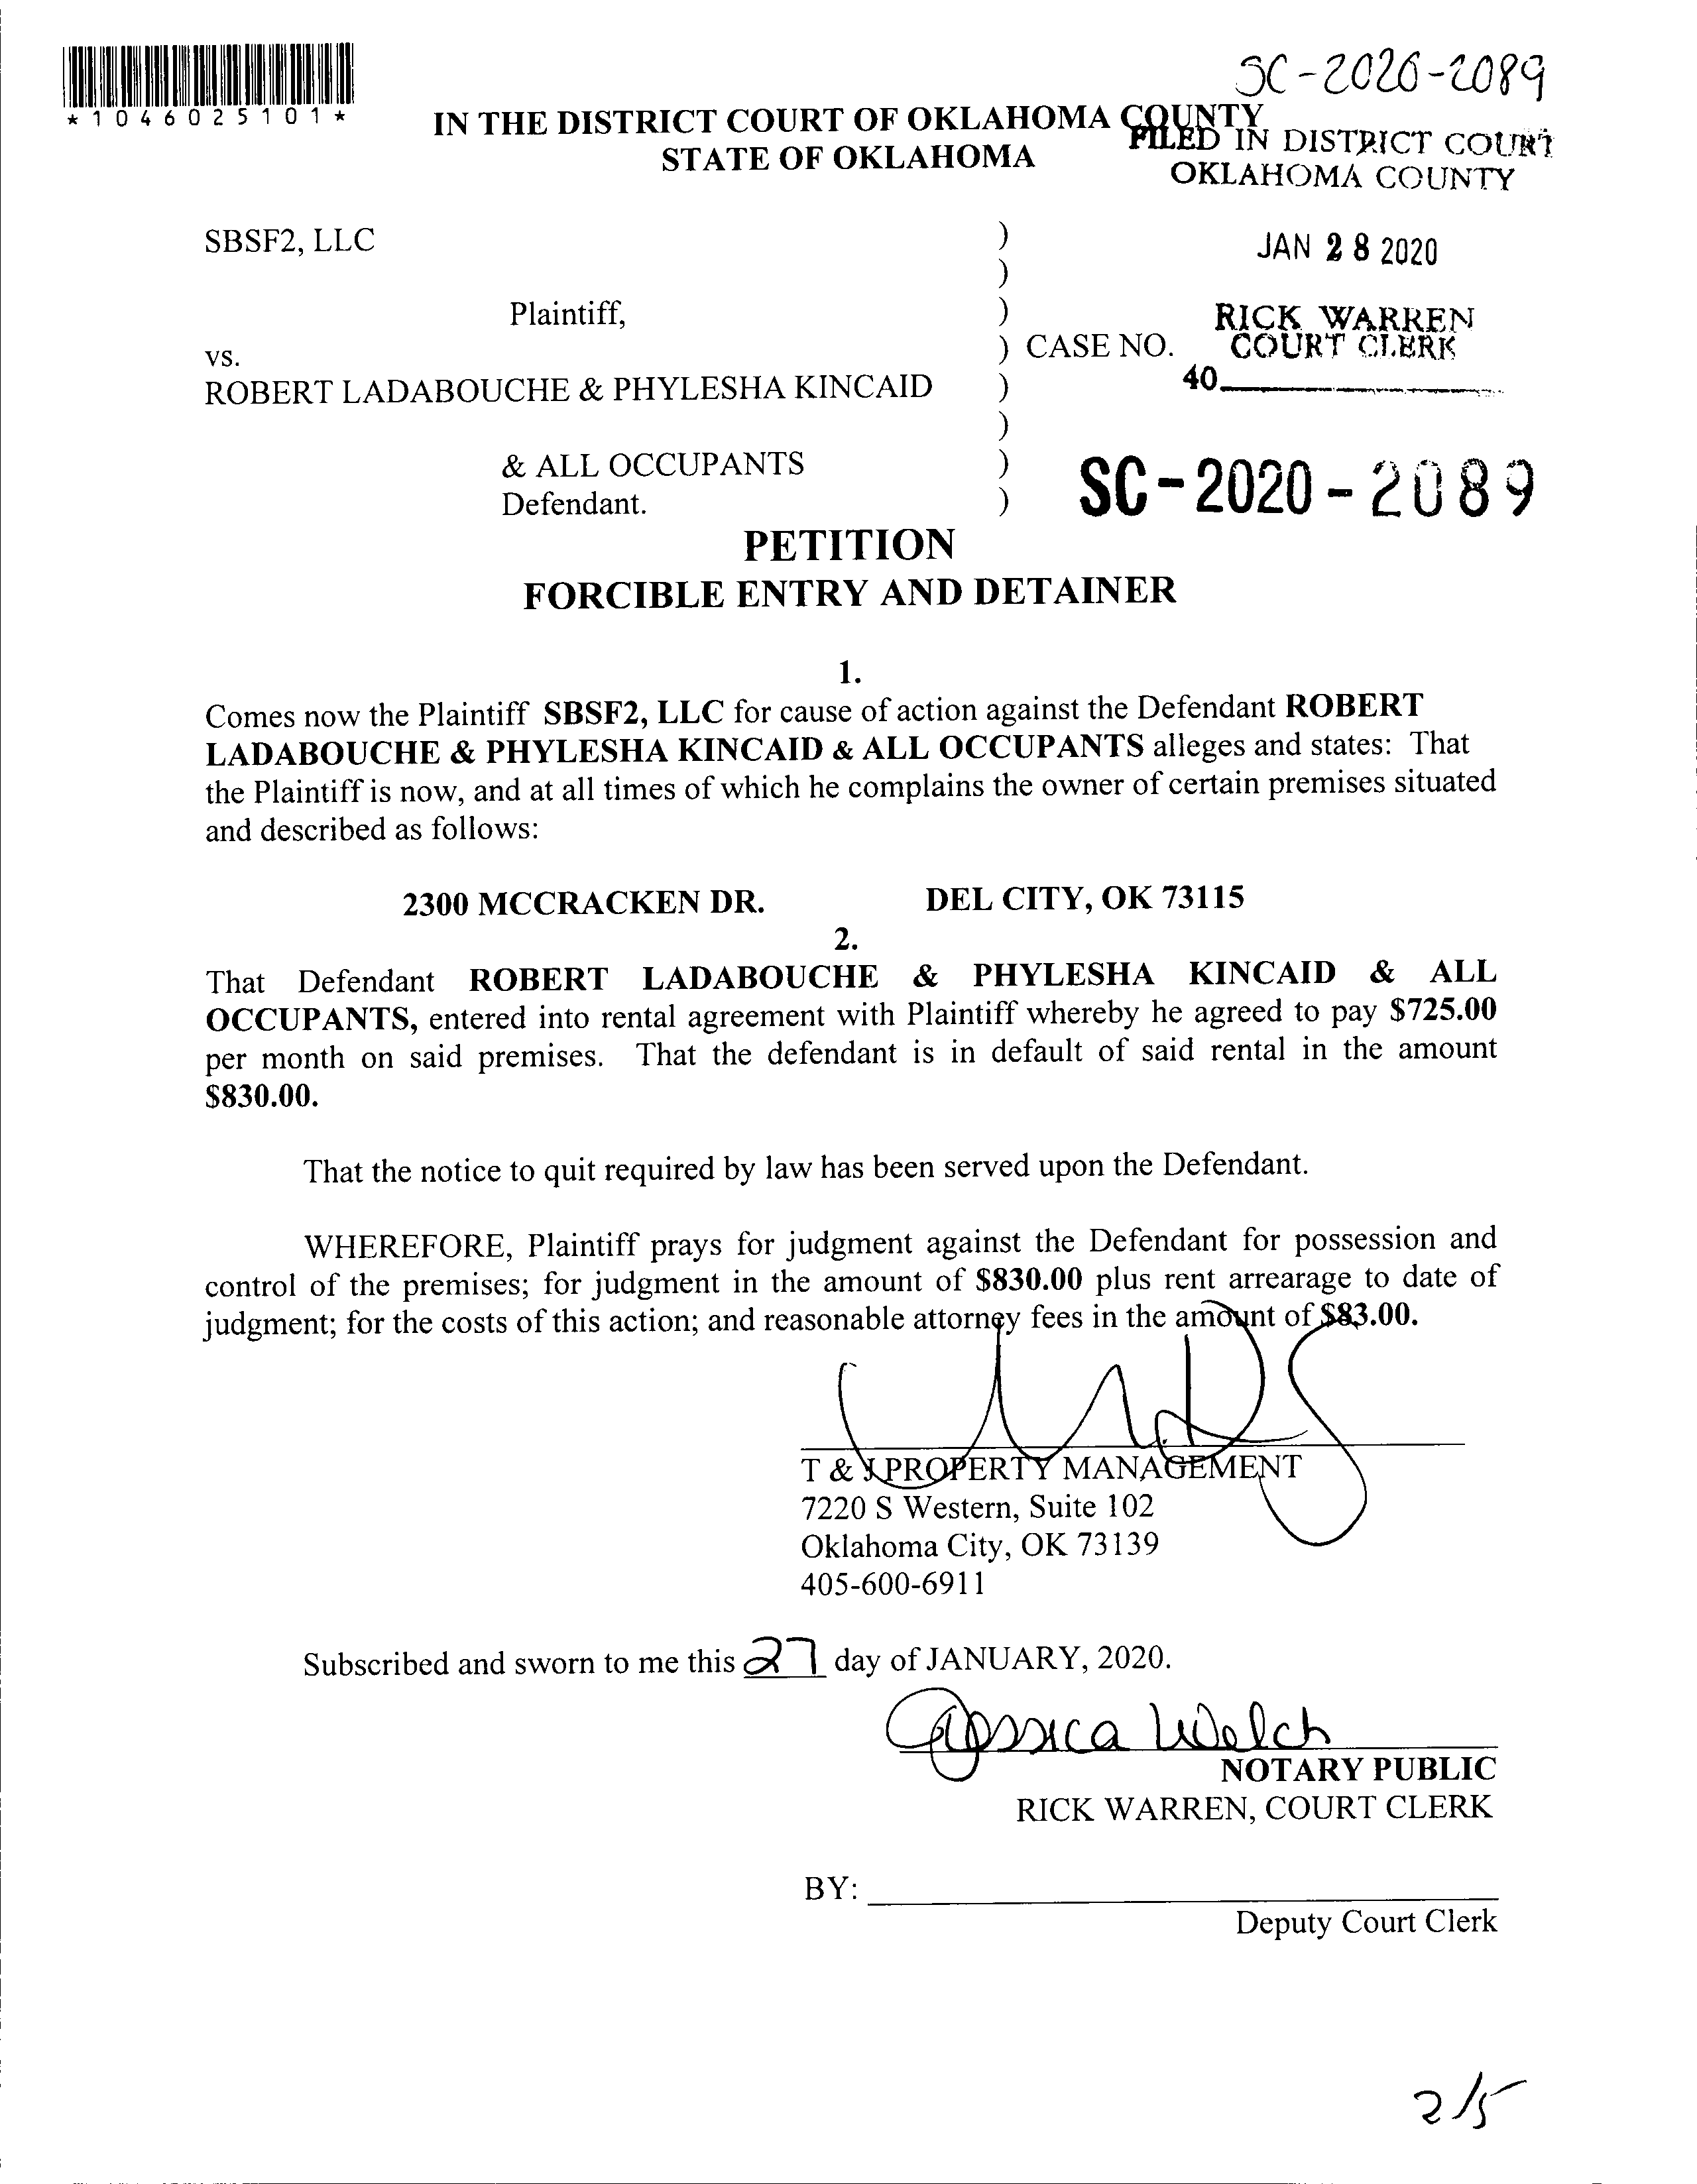 SC-2020-2089
*1046025101*
IN THE DISTRICT COURT OF OKLAHOMA COUNTY
STATE OF OKLAHOMA
FILED IN DISTRICT COURT
OKLAHOMA COUNTY
SBSF2, LLC )
)
JAN 28 2020
Plaintiff, )
RICK WARREN
vs. ) CASE NO. COURT CLERK
ROBERT LADABOUCHE & PHYLESHA KINCAID )
40
)
& ALL OCCUPANTS )
Defendant. )
SC-2020-2089
PETITION
FORCIBLE ENTRY AND DETAINER
1.
Comes now the Plaintiff SBSF2, LLC for cause of action against the Defendant ROBERT
LADABOUCHE & PHYLESHA KINCAID & ALL OCCUPANTS alleges and states: That
the Plaintiff is now, and at all times of which he complains the owner of certain premises situated
and described as follows:
2300 MCCRACKEN DR. DEL CITY, OK 73115
2.
That Defendant ROBERT LADABOUCHE & PHYLESHA KINCAID & ALL
OCCUPANTS, entered into rental agreement with Plaintiff whereby he agreed to pay $725.00
per month on said premises. That the defendant is in default of said rental in the amount
$830.00.
That the notice to quit required by law has been served upon the Defendant.
WHEREFORE, Plaintiff prays for judgment against the Defendant for possession and
control of the premises; for judgment in the amount of $830.00 plus rent arrearage to date of
judgment; for the costs of this action; and reasonable attorney fees in the amount of $83.00.
T & J PROPERTY MANAGEMENT
7220 S Western, Suite 102
Oklahoma City, OK 73139
405-600-6911
Subscribed and sworn to me this 27 day of JANUARY, 2020.
Jessica Welch
NOTARY PUBLIC
RICK WARREN, COURT CLERK
BY:
Deputy Court Clerk
2/5